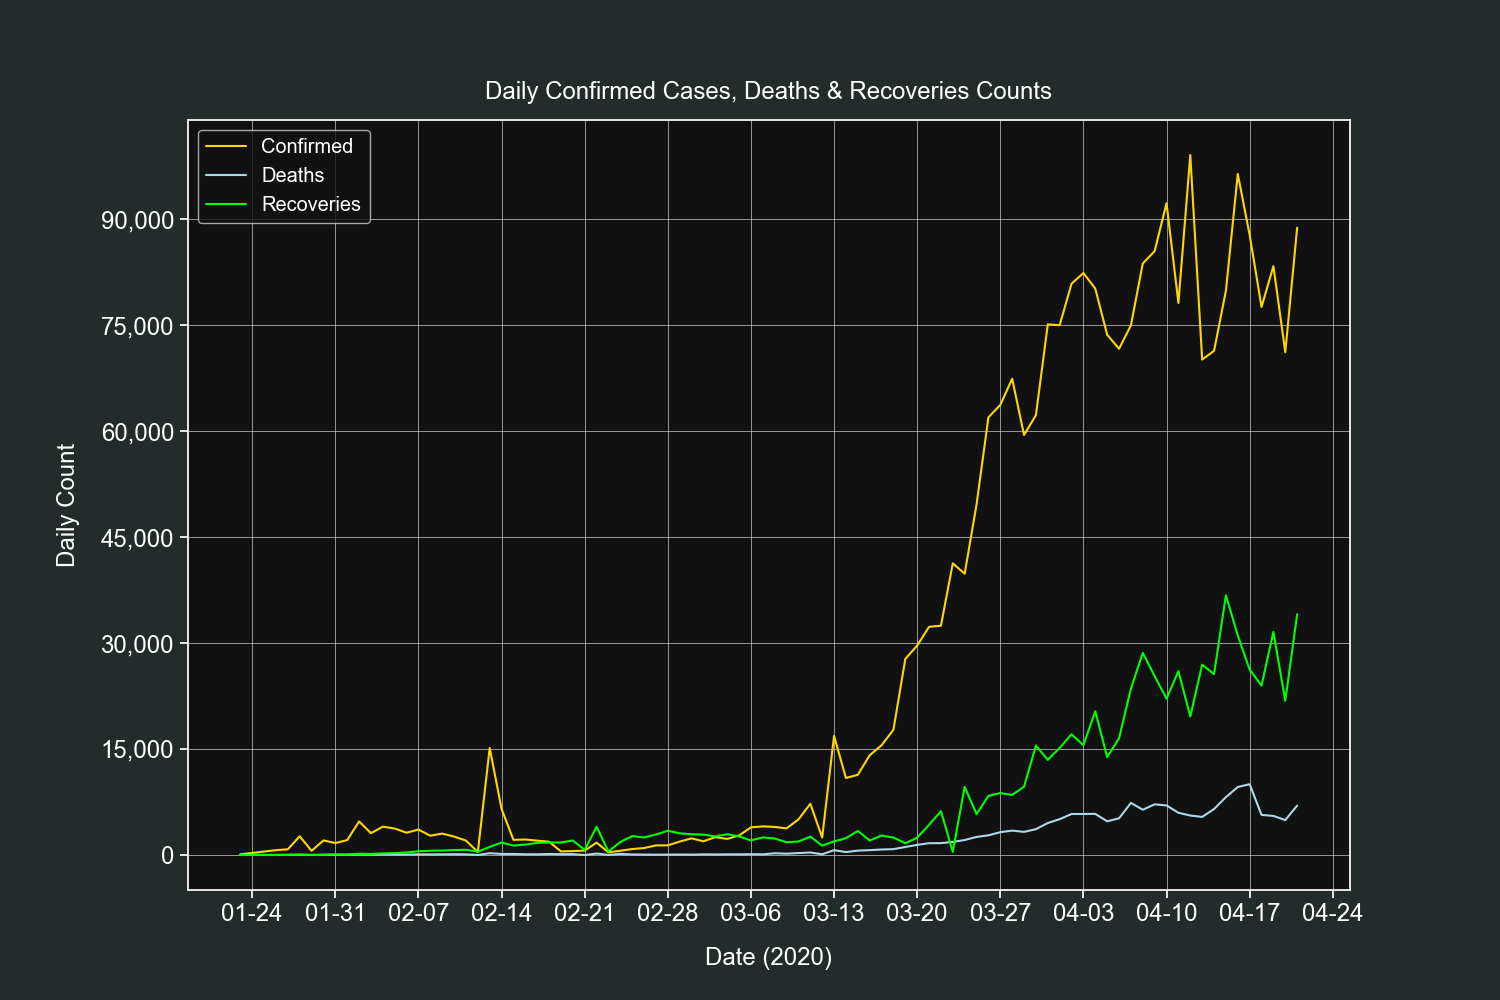 Daily Confirmed Cases, Deaths & Recoveries Counts
Confirmed
Deaths
Recoveries
90,000
75,000
60,000
45,000
30,000
15,000
0
Daily Count
01-24 01-31 02-07 02-14 02-21 02-28 03-06 03-13 03-20 03-27 04-03 04-10 04-17 04-24
Date (2020)